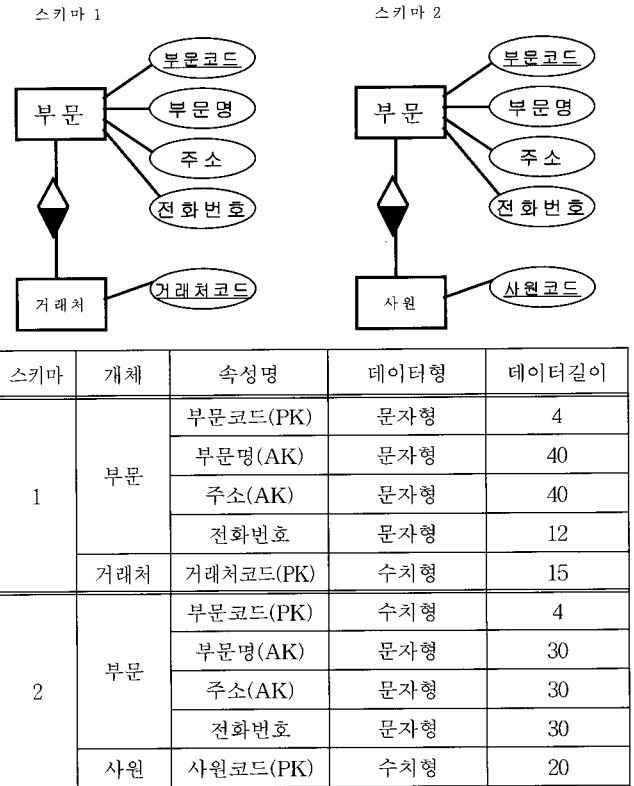 스키마 1
스키마 2
부문코드
부문코드
부문
부문명
부문
부문명
주소
주소
전화번호
전화번호
거래처
거래처코드
사원
사원코드
스키마 개체 속성명 데이터형 데이터길이
1 부문 부문코드(PK) 문자형 4
부문명(AK) 문자형 40
주소(AK) 문자형 40
전화번호 문자형 12
거래처 거래처코드(PK) 수치형 15
2 부문 부문코드(PK) 수치형 4
부문명(AK) 문자형 30
주소(AK) 문자형 30
전화번호 문자형 30
사원 사원코드(PK) 수치형 20